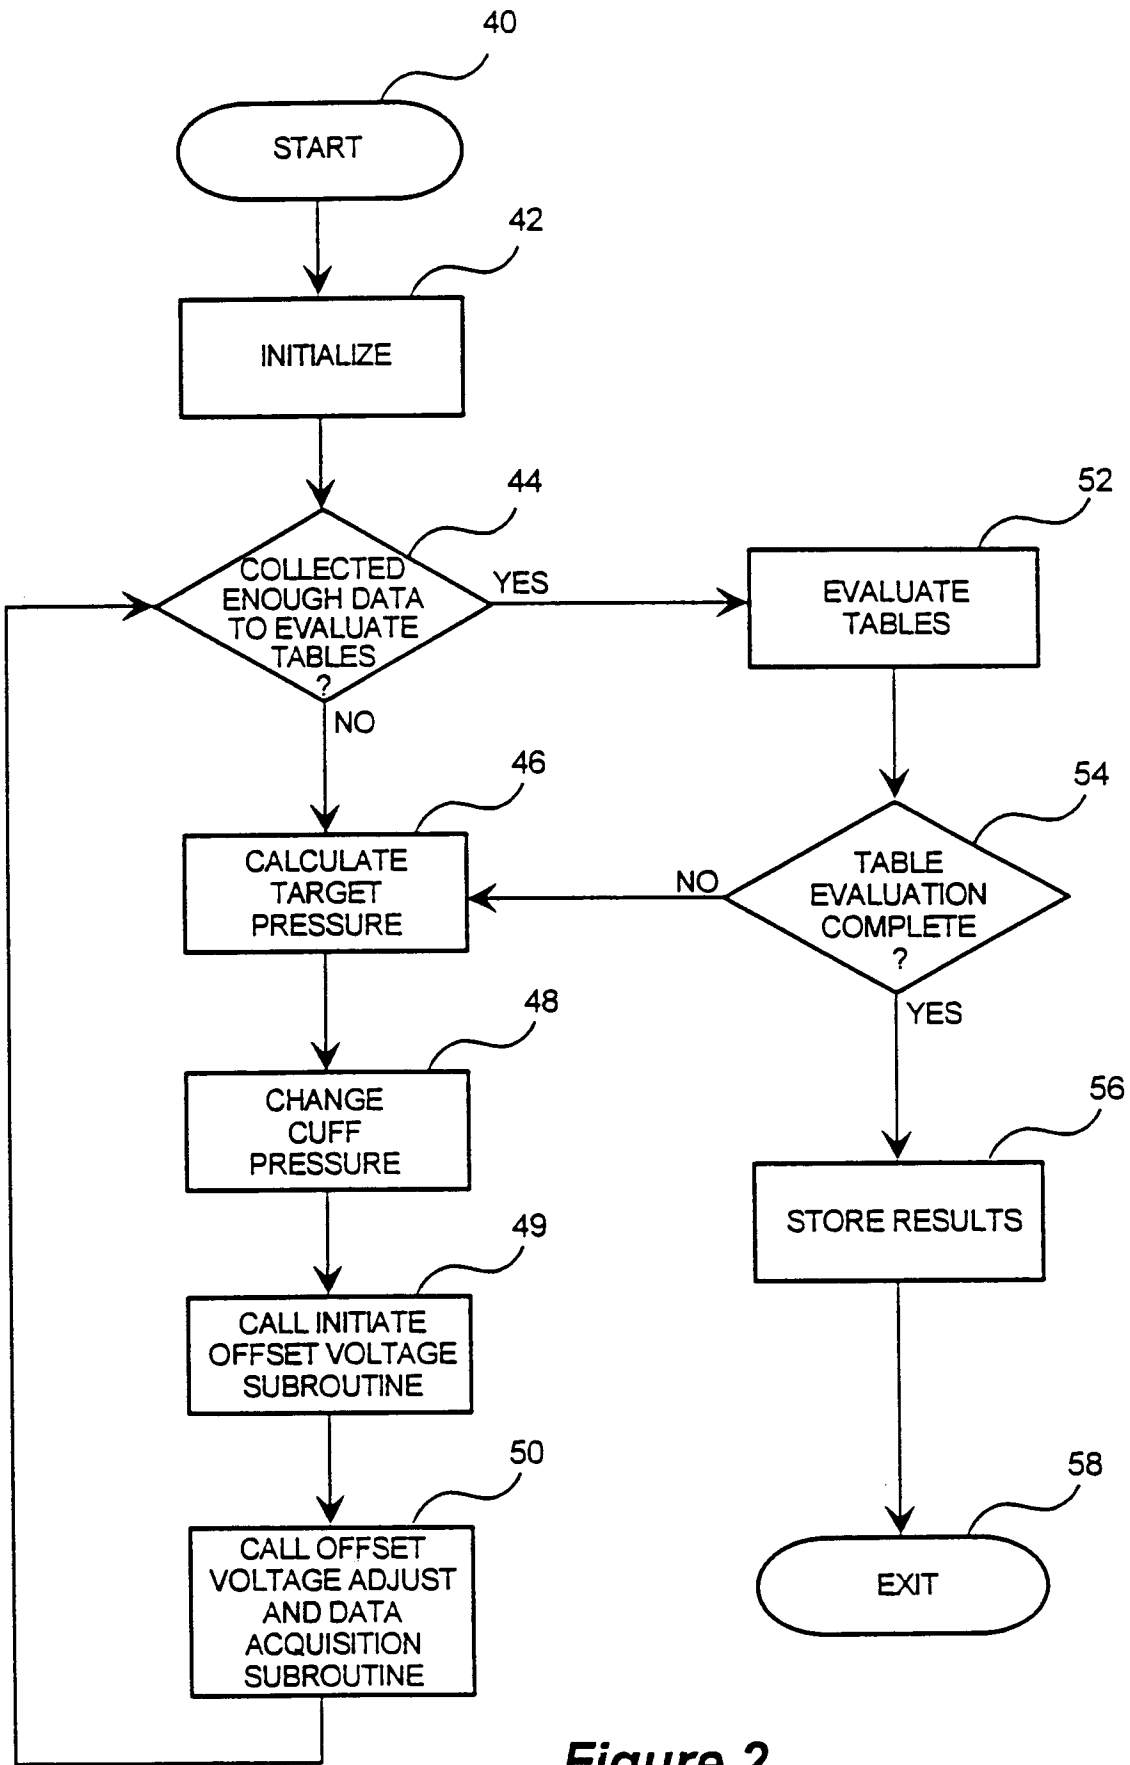 40
START
42
INITIALIZE
44
COLLECTED
ENOUGH DATA
TO EVALUATE
TABLES
?
YES
NO
52
EVALUATE
TABLES
46
CALCULATE
TARGET
PRESSURE
54
TABLE
EVALUATION
COMPLETE
?
NO
YES
48
CHANGE
CUFF
PRESSURE
56
STORE RESULTS
49
CALL INITIATE
OFFSET VOLTAGE
SUBROUTINE
50
CALL OFFSET
VOLTAGE ADJUST
AND DATA
ACQUISITION
SUBROUTINE
58
EXIT
Figure 2